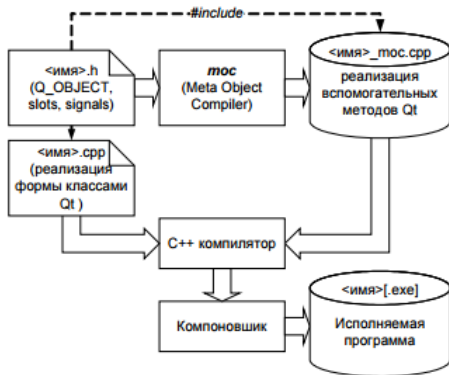 #include
<имя>.h
(Q_OBJECT,
slots, signals)
moc
(Meta Object
Compiler)
<имя>_moc.cpp
реализация
вспомогательных
методов Qt
<имя>.cpp
(реализация
формы классами
Qt )
C++ компилятор
Компоновшик
<имя>[.exe]
Исполняемая
программа